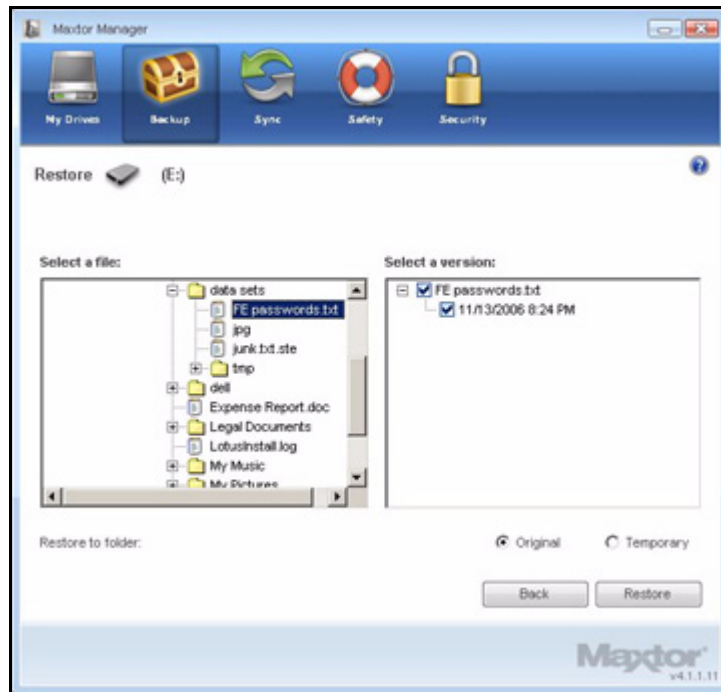 Maxtor Manager
My Drives Backup Sync Safety Security
Restore (E:)
Select a file:
data sets
FE passwords.txt
jpg
junk.txt.ste
tmp
dell
Expense Report.doc
Legal Documents
LotusInstall.log
My Music
My Pictures
Select a version:
FE passwords.txt
11/13/2006 8:24 PM
Restore to folder:
Original Temporary
Back Restore
Maxtor
v4.1.1.11